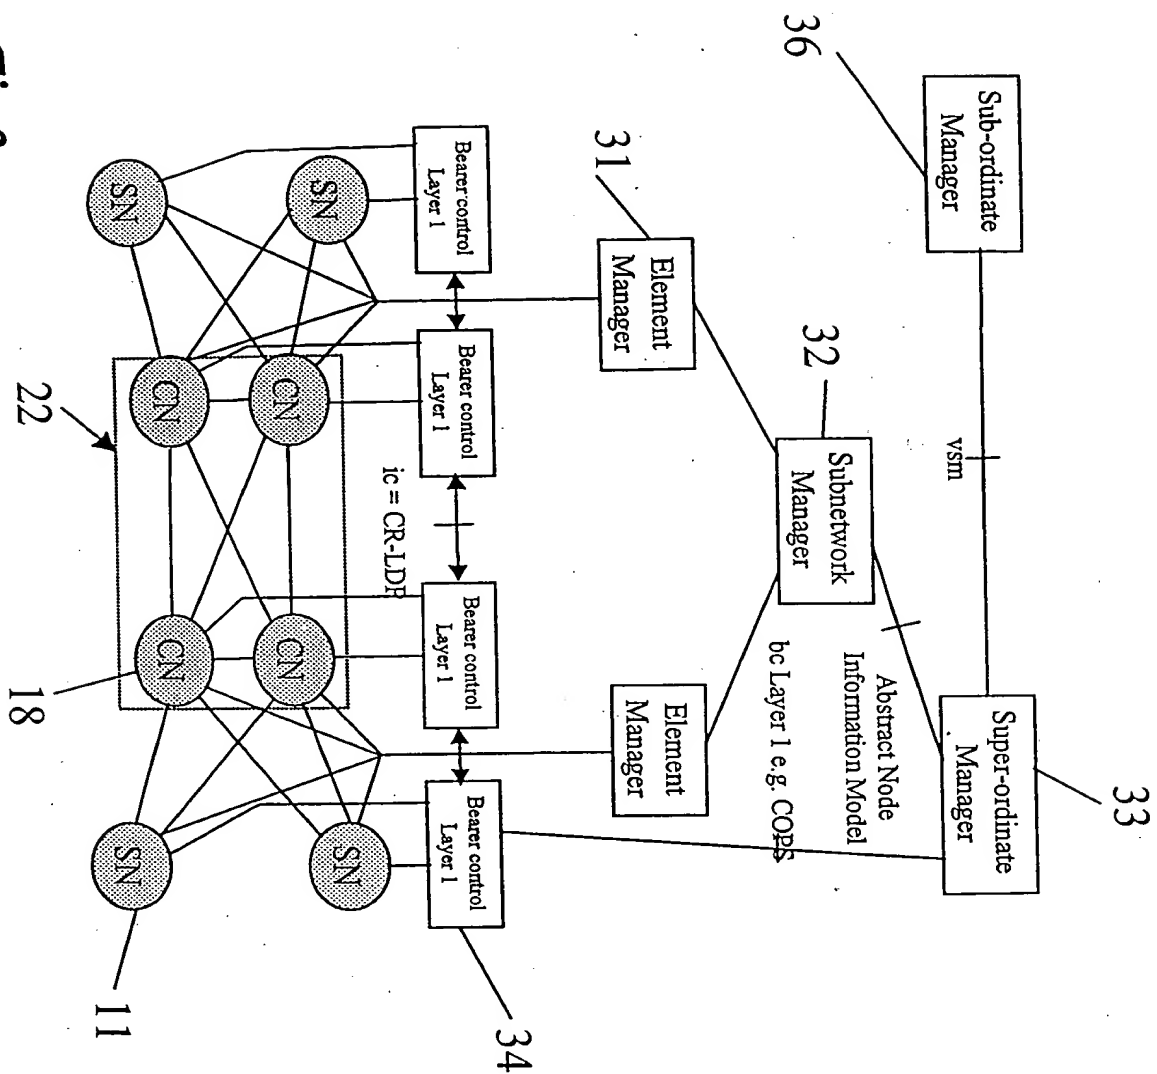 33
Super-ordinate
Manager
Sub-ordinate
Manager
vsm
36
Abstract Node
Information Model
32
Subnetwork
Manager
bc Layer 1 e.g. COPS
31
Element
Manager
Element
Manager
34
Bearer control
Layer 1
Bearer control
Layer 1
Bearer control
Layer 1
Bearer control
Layer 1
ic = CR-LDP
SN
CN
CN
SN
SN
CN
CN
SN
22
18
11